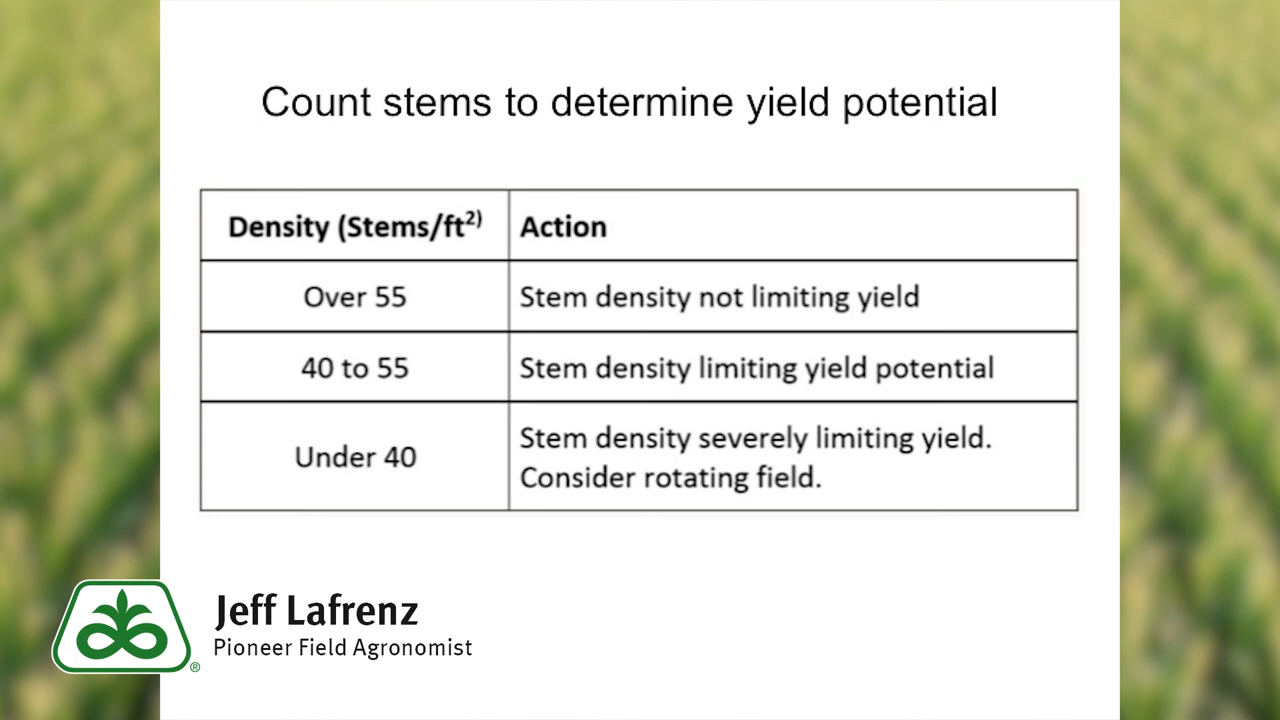 Count stems to determine yield potential
Density (Stems/ft²⁾ Action
Over 55 Stem density not limiting yield
40 to 55 Stem density limiting yield potential
Under 40 Stem density severely limiting yield.
Consider rotating field.
Jeff Lafrenz
Pioneer Field Agronomist
®